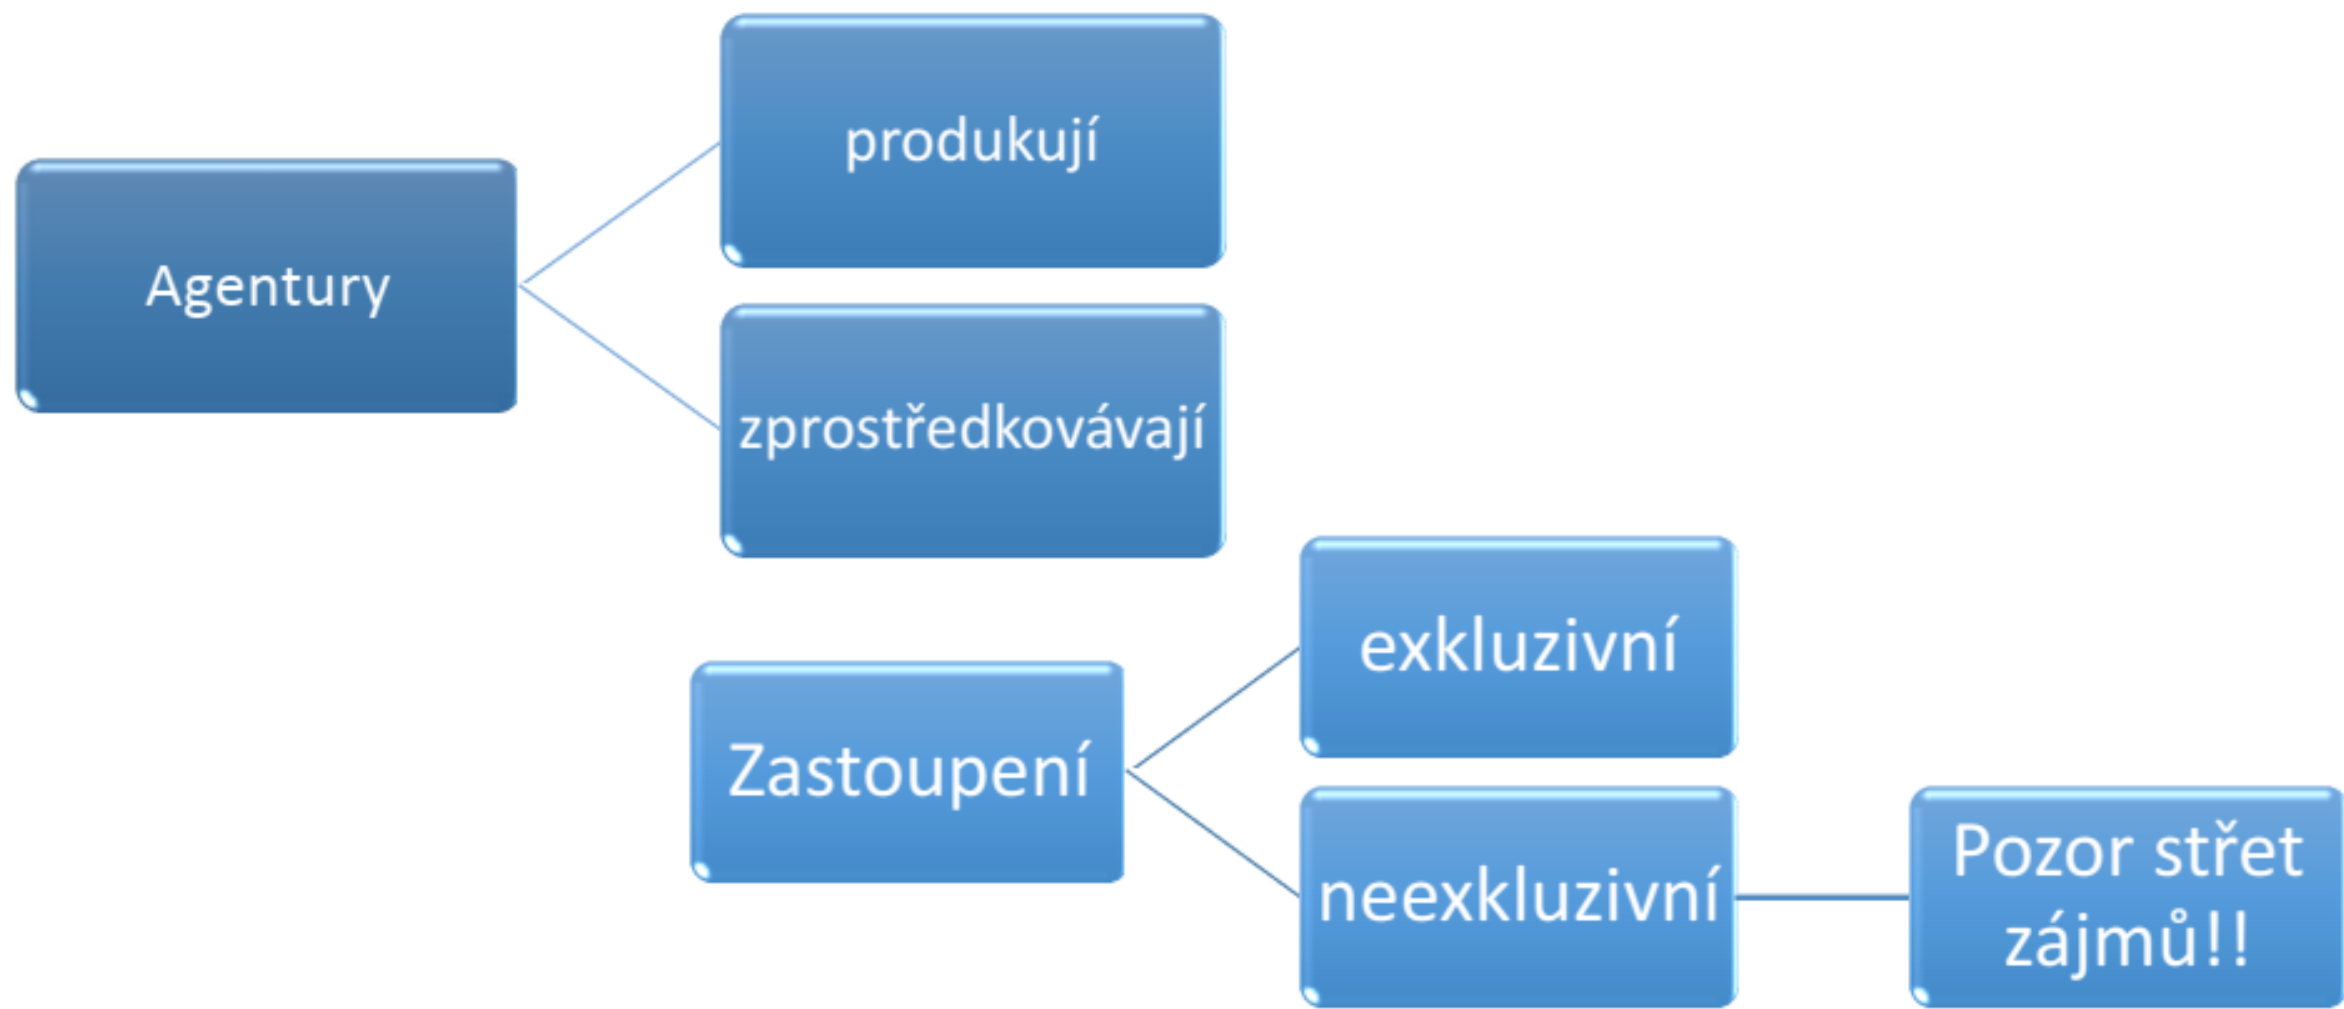 Agentury
produkují
zprostředkovávají
Zastoupení
exkluzivní
neexkluzivní
Pozor střet
zájmů!!